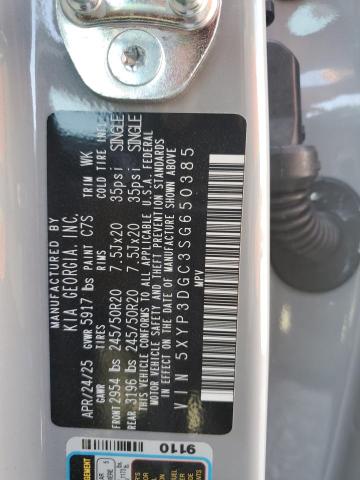 MANUFACTURED BY
KIA GEORGIA, INC.
APR/24/25 GVWR 5917 lbs PAINT C7S TRIM WK
GAWR TIRES RIMS COLD TIRE INFL
FRONT 2954 lbs 245/50R20 7.5Jx20 35psi SINGLE
REAR 3196 lbs 245/50R20 7.5Jx20 35psi SINGLE
THIS VEHICLE CONFORMS TO ALL APPLICABLE U.S.A. FEDERAL
MOTOR VEHICLE SAFETY, BUMPER, AND THEFT PREVENTION STANDARDS
IN EFFECT ON THE DATE OF MANUFACTURE SHOWN ABOVE
VIN 5XYP3DGC3SG650385
MPV
9110